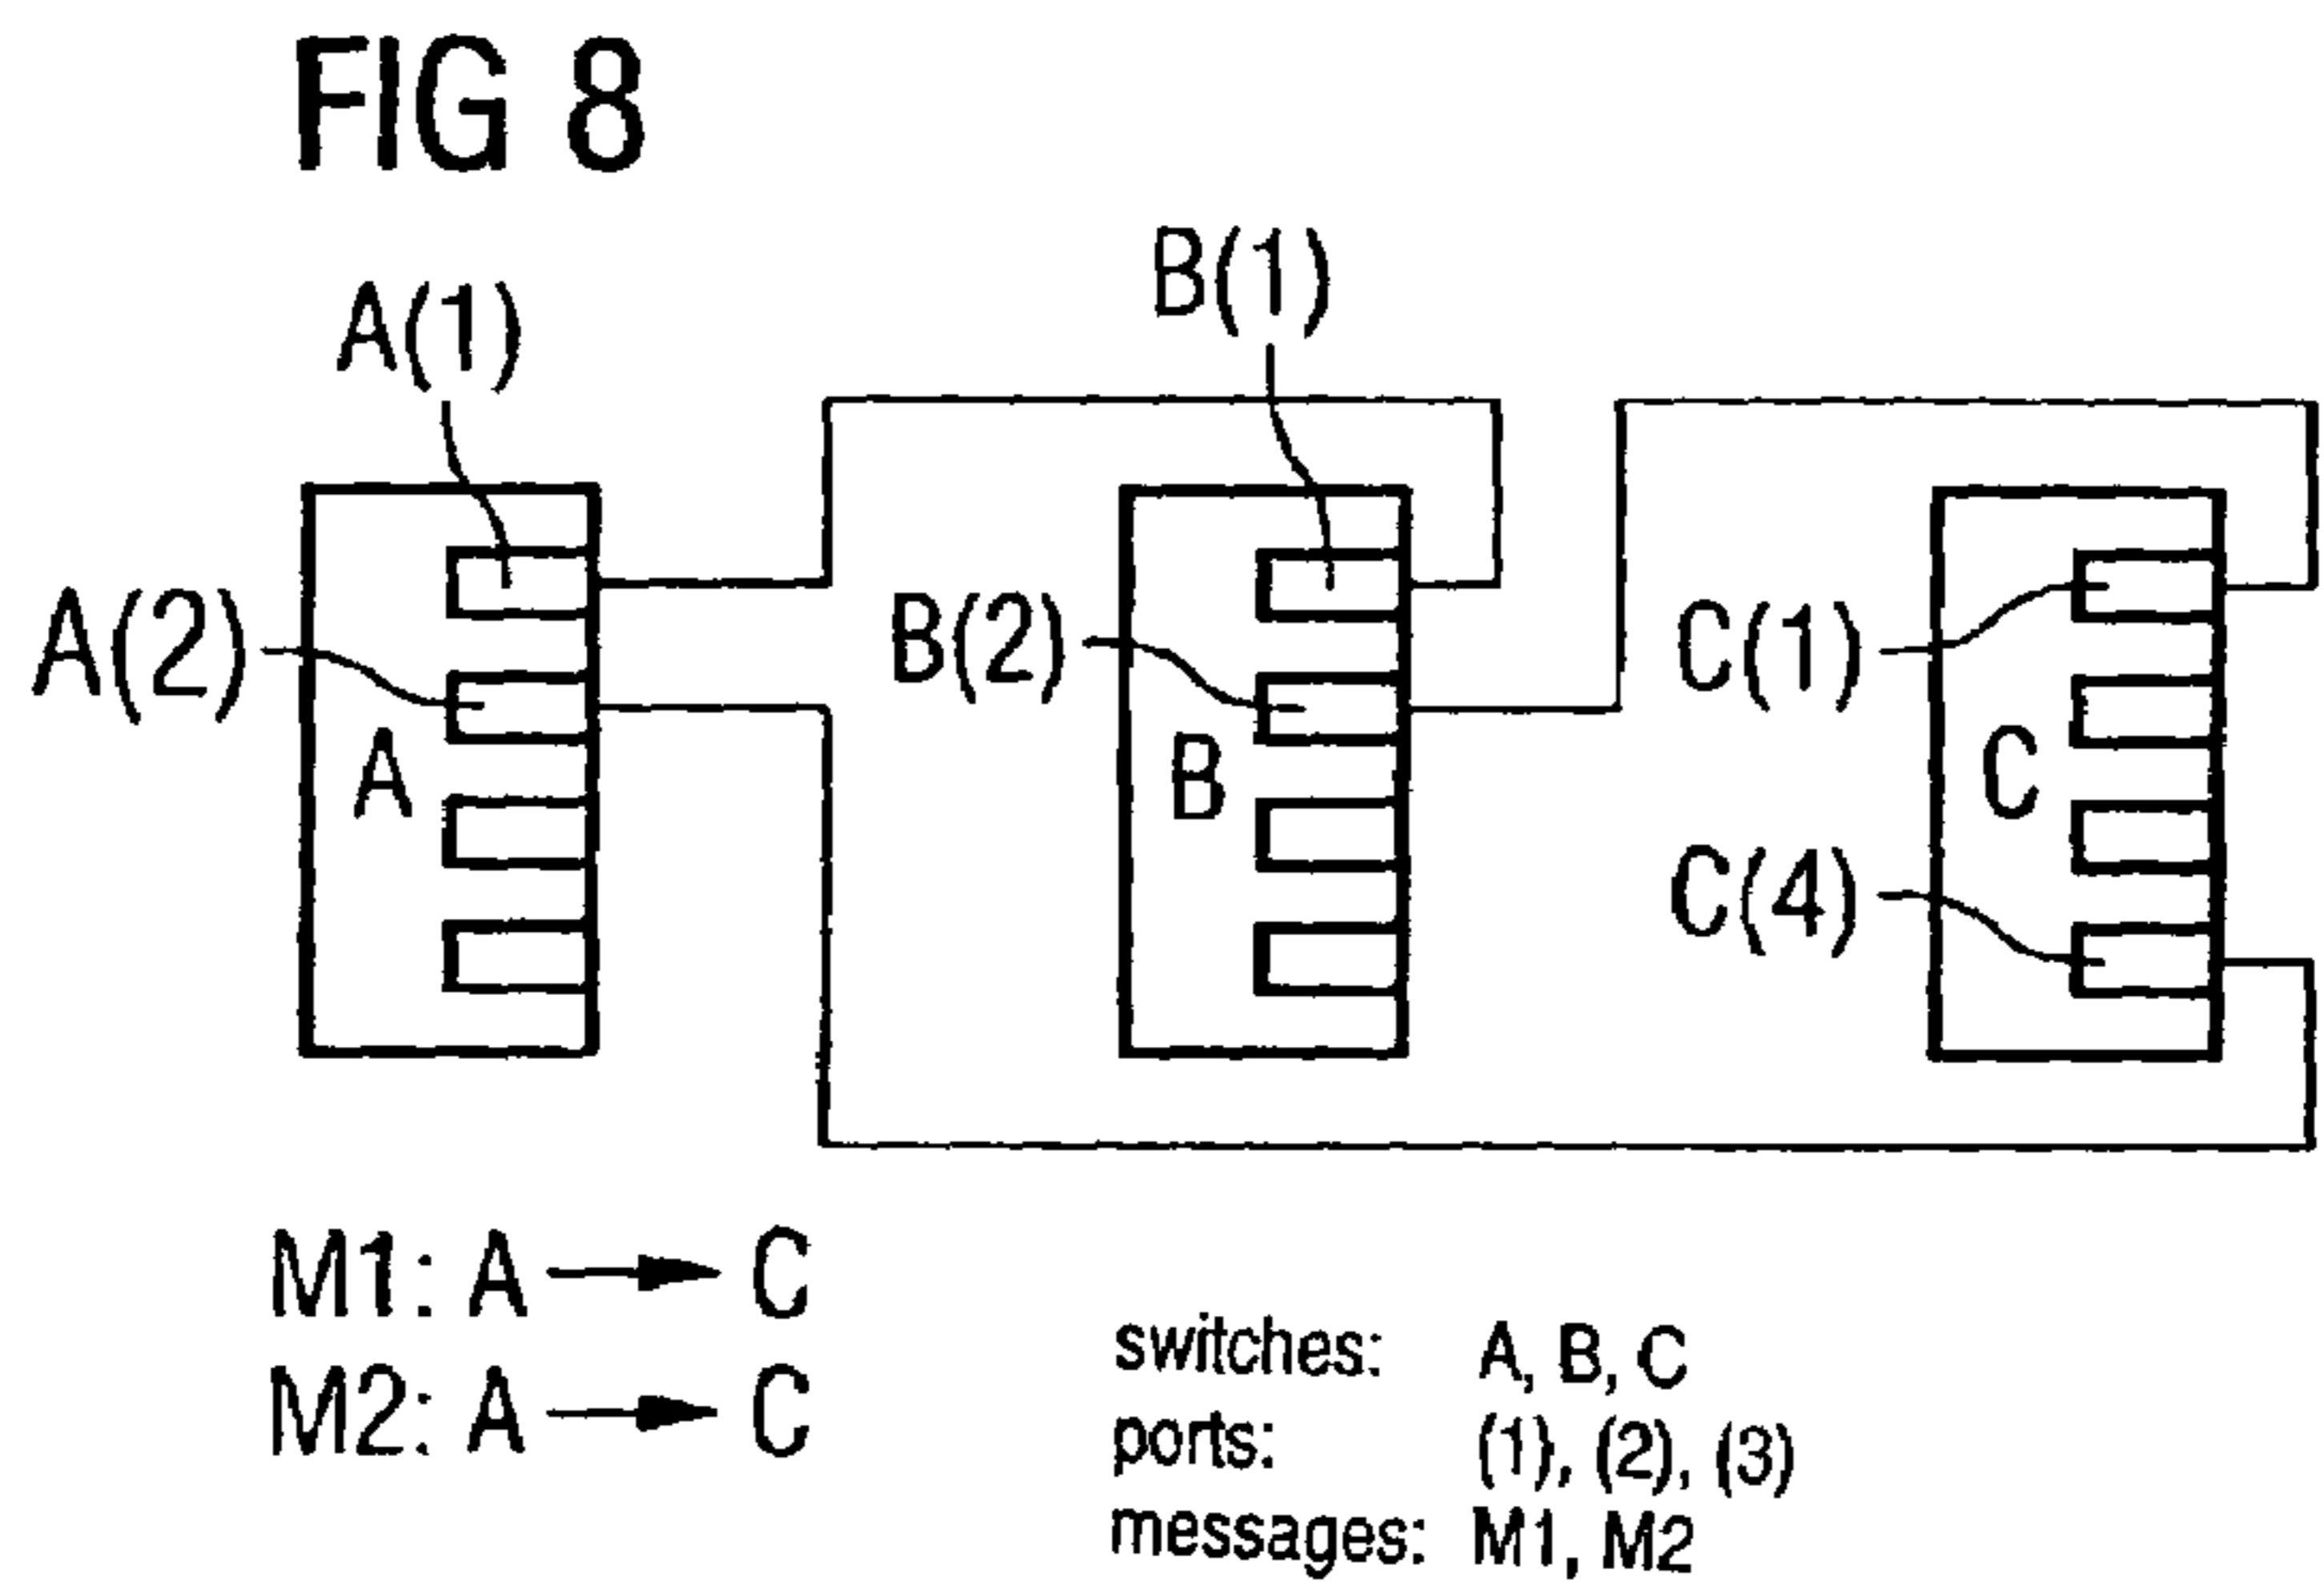 FIG 8
B(1)
A(1)
A(2)
B(2)
C(1)
A
B
C
C(4)
M1: A → C
M2: A → C
switches: A, B, C
ports: (1), (2), (3)
messages: M1, M2